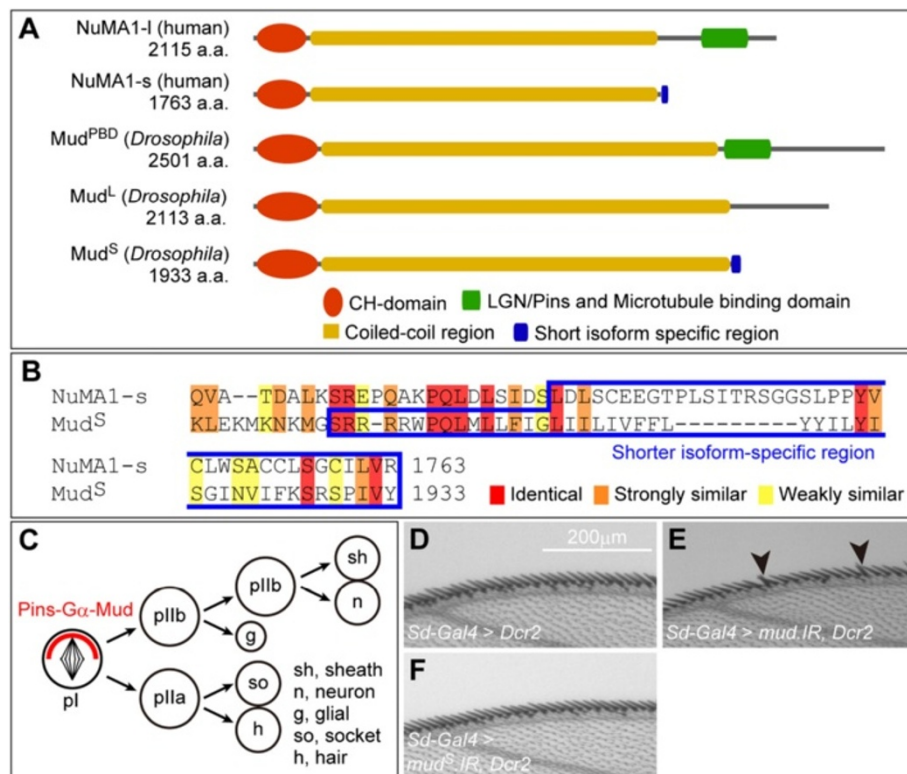 A
NuMA1-l (human)
2115 a.a.
NuMA1-s (human)
1763 a.a.
Mud^PBD (Drosophila)
2501 a.a.
Mud^L (Drosophila)
2113 a.a.
Mud^S (Drosophila)
1933 a.a.
CH-domain
LGN/Pins and Microtubule binding domain
Coiled-coil region
Short isoform specific region
B
NuMA1-s QVA--TDALKSREPQAKPQLDLSIDSLDLSCEEGTPLSITRSGGSLPPYV
Mud^S KLEKMKNKMGSRR-RRWPQLMLLFIGLIILIVFFL---------YYILYI
Shorter isoform-specific region
NuMA1-s CLWSACCLSGCILVR 1763
Mud^S SGINVIFKSRSPIVY 1933
Identical
Strongly similar
Weakly similar
C
Pins-Gα-Mud
pI
pIIb
pIIa
pIIb
g
so
h
sh
n
sh, sheath
n, neuron
g, glial
so, socket
h, hair
D
200μm
Sd-Gal4 > Dcr2
E
Sd-Gal4 > mud.IR, Dcr2
F
Sd-Gal4 >
mud^S.IR, Dcr2